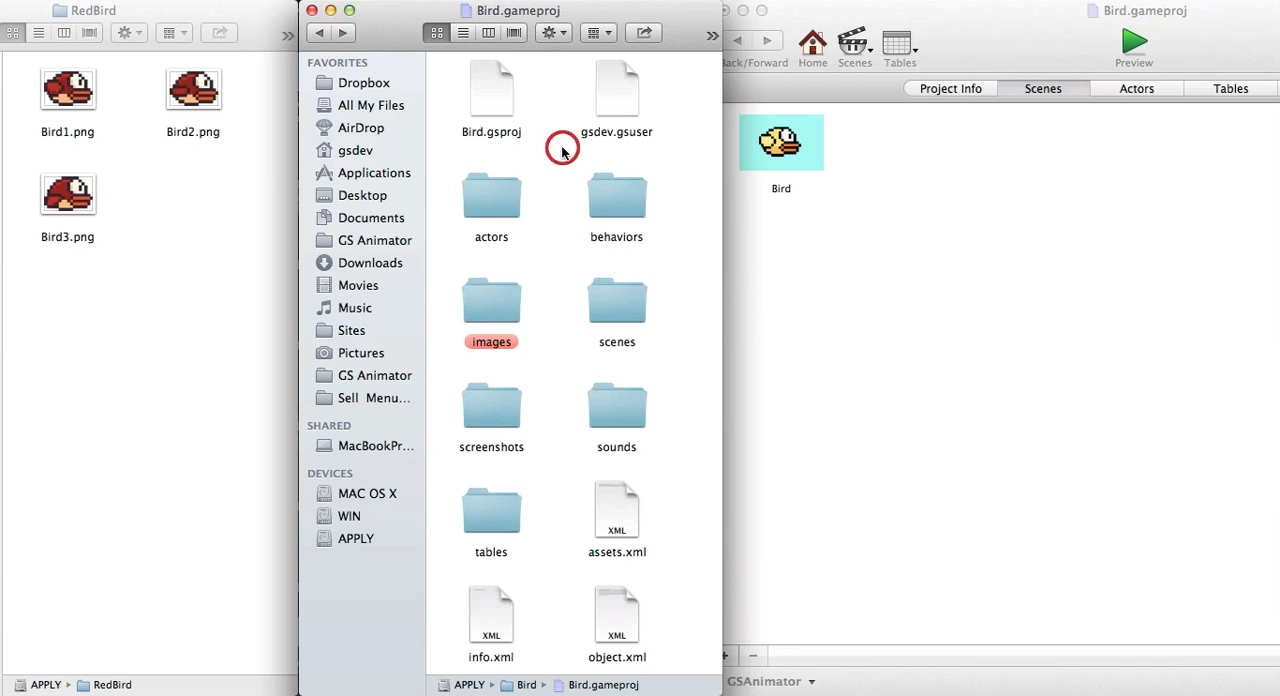 RedBird
Bird1.png
Bird2.png
Bird3.png
APPLY
RedBird
Bird.gameproj
FAVORITES
Dropbox
All My Files
AirDrop
gsdev
Applications
Desktop
Documents
GS Animator
Downloads
Movies
Music
Sites
Pictures
GS Animator
Sell Menu...
SHARED
MacBookPr...
DEVICES
MAC OS X
WIN
APPLY
Bird.gsproj
gsdev.gsuser
actors
behaviors
images
scenes
screenshots
sounds
tables
XML
assets.xml
XML
info.xml
XML
object.xml
APPLY
Bird
Bird.gameproj
Bird.gameproj
Back/Forward
Home
Scenes
Tables
Preview
Project Info
Scenes
Actors
Tables
Bird
GSAnimator